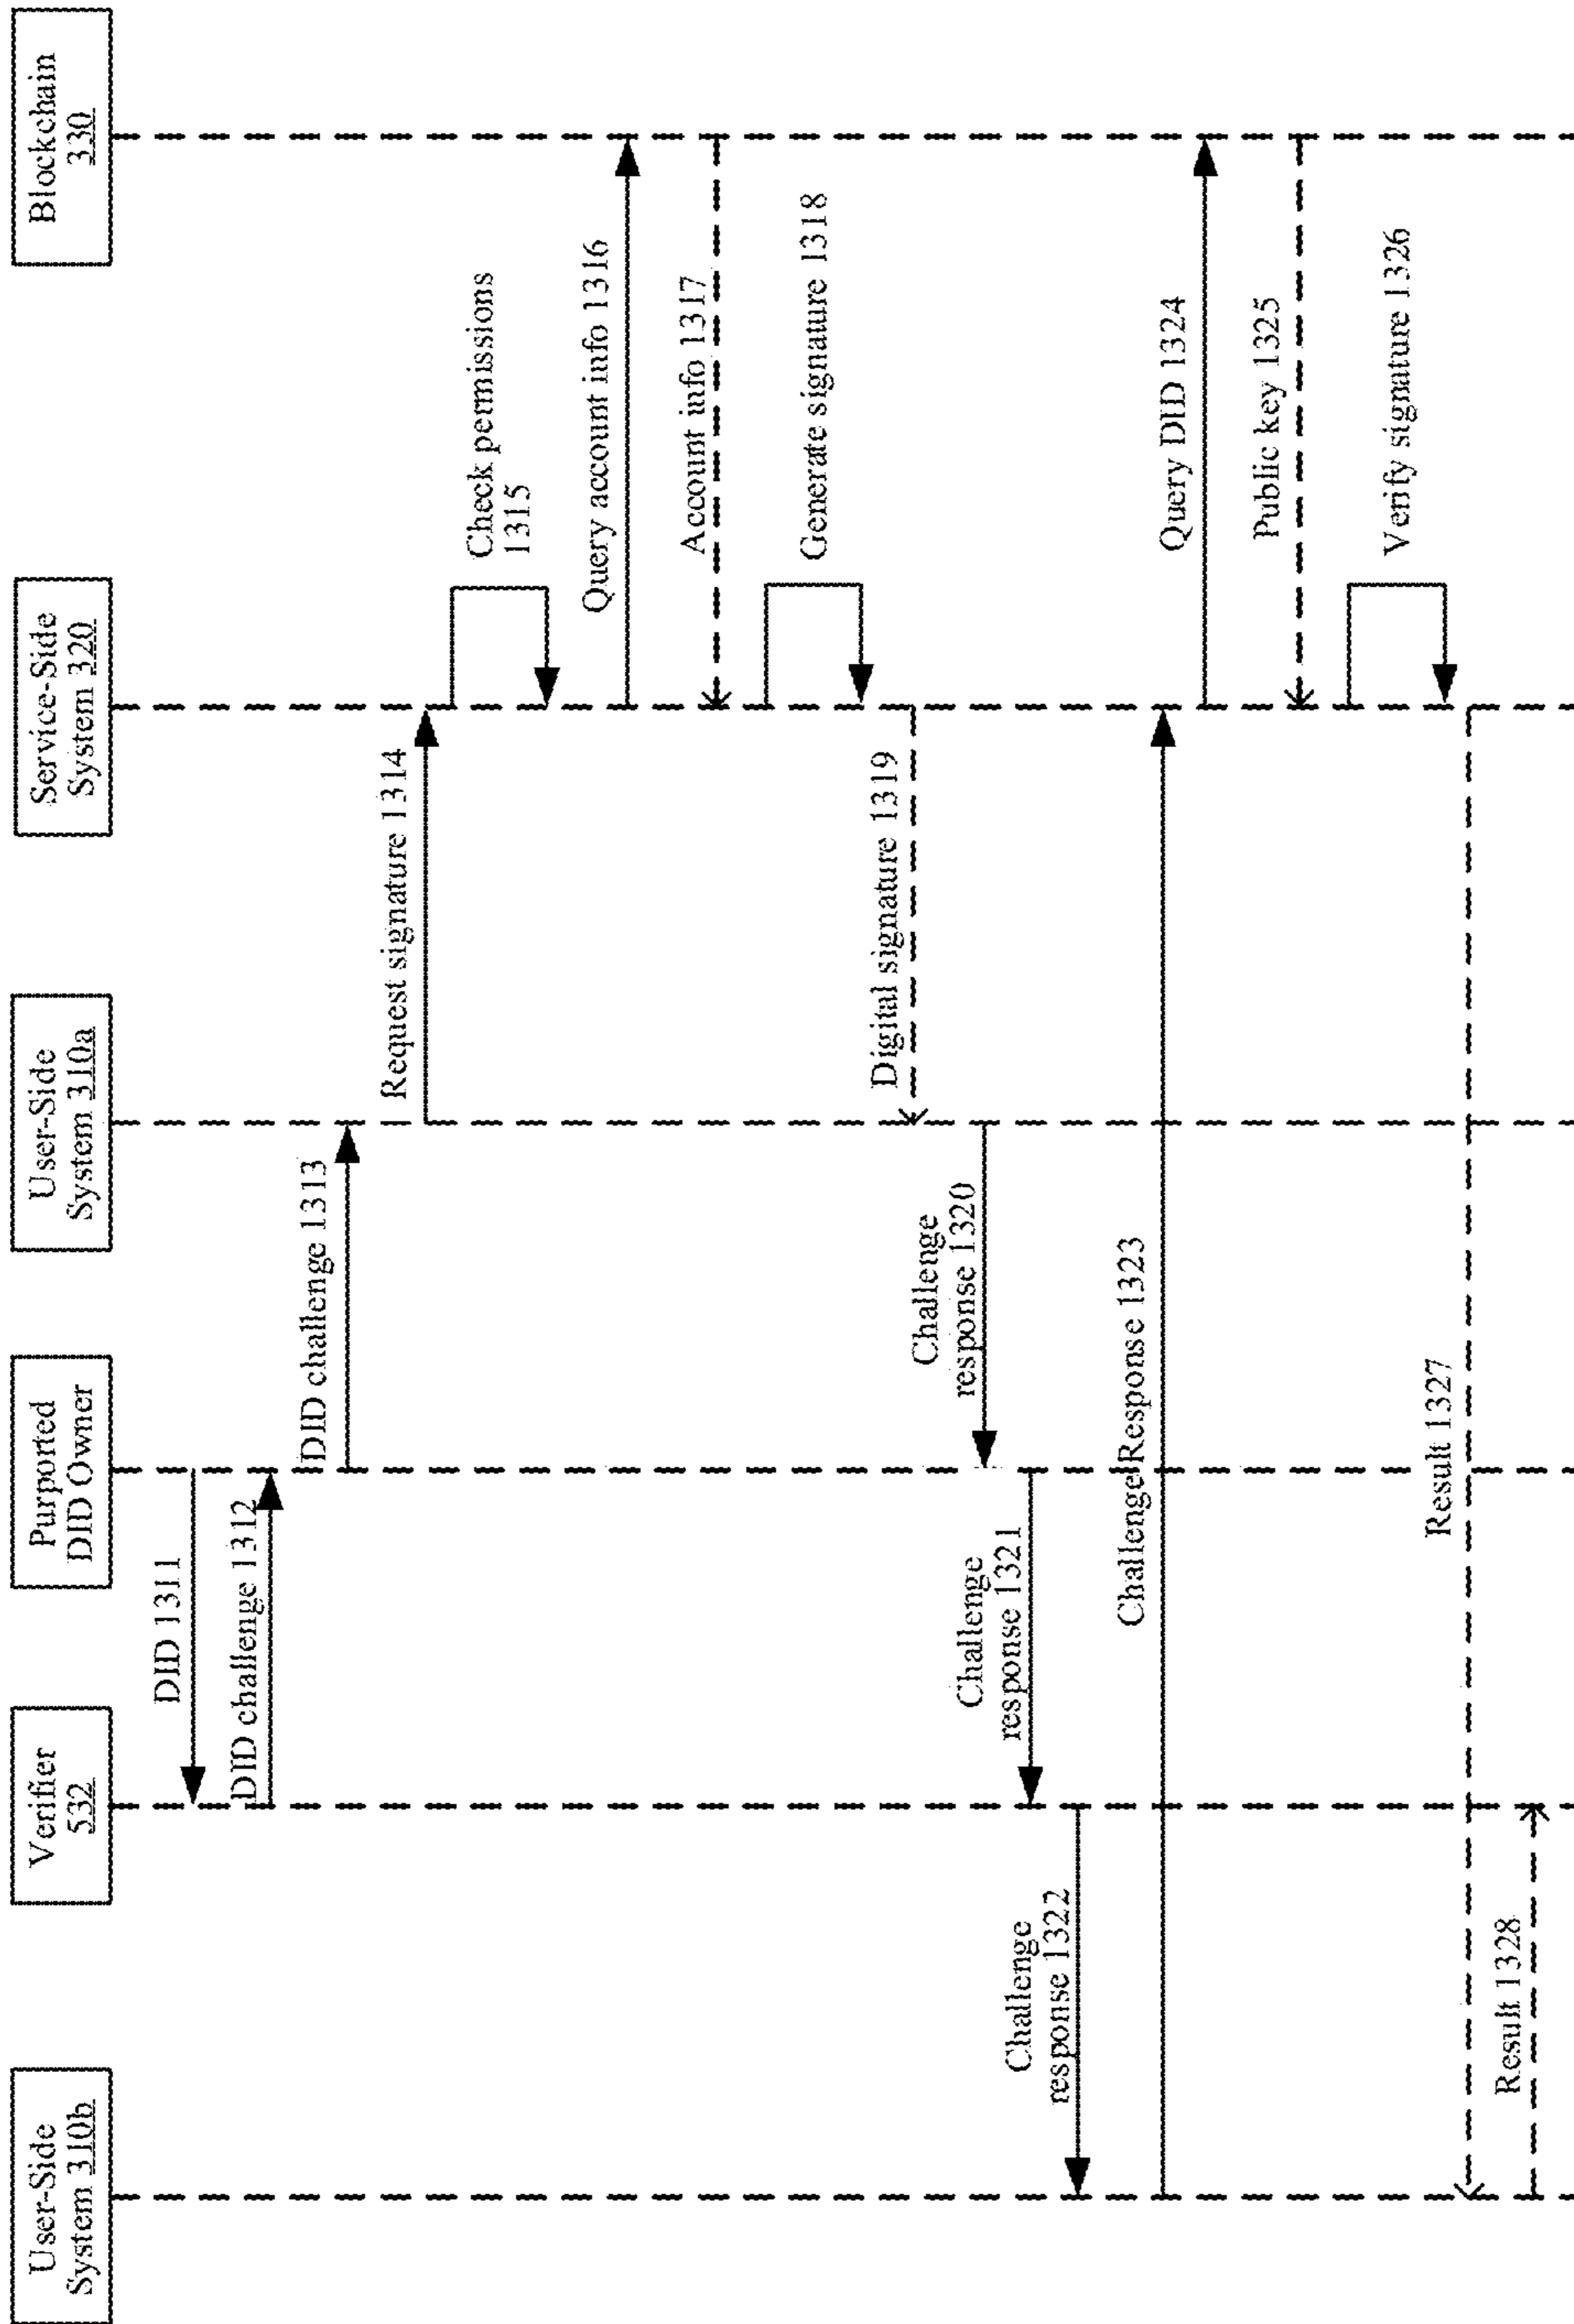 User-Side
System 310b
Verifier
532
Purported
DID Owner
User-Side
System 310a
Service-Side
System 320
Blockchain
330
DID 1311
DID challenge 1312
DID challenge 1313
Request signature 1314
Check permissions
1315
Query account info 1316
Account info 1317
Generate signature 1318
Digital signature 1319
Challenge
response 1320
Challenge
response 1321
Challenge
response 1322
Challenge Response 1323
Query DID 1324
Public key 1325
Verify signature 1326
Result 1327
Result 1328